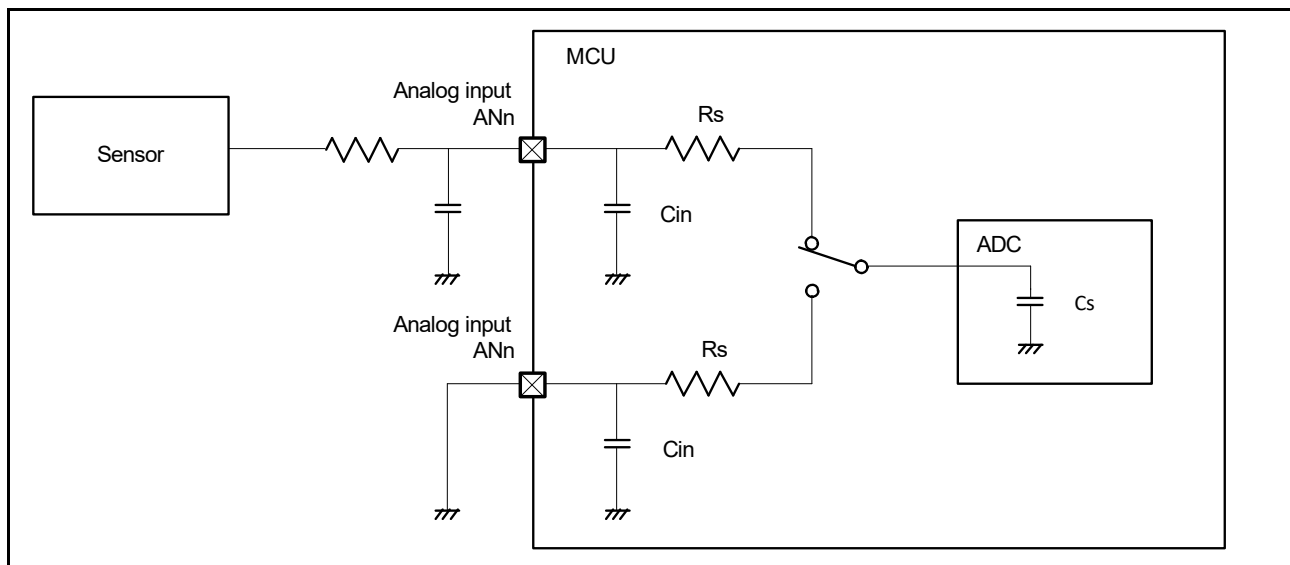 MCU
Analog input
ANn
Rs
Sensor
Cin
ADC
Cs
Analog input
ANn
Rs
Cin